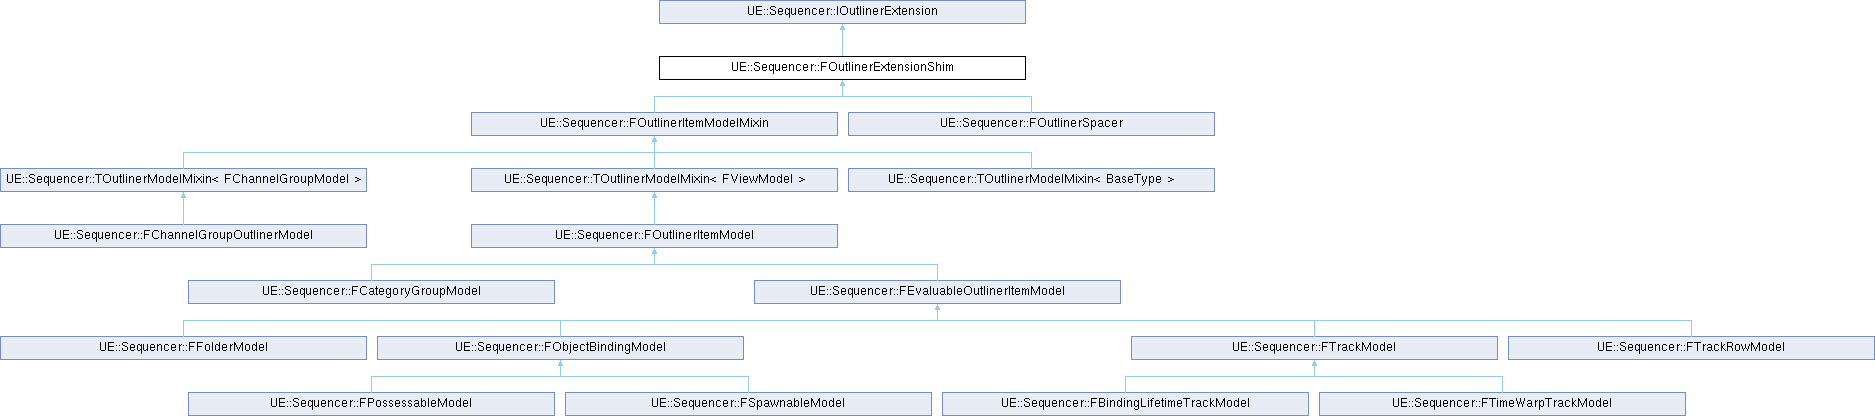 UE::Sequencer::IOutlinerExtension
UE::Sequencer::FOutlinerExtensionShim
UE::Sequencer::FOutlinerItemModelMixin
UE::Sequencer::FOutlinerSpacer
UE::Sequencer::TOutlinerModelMixin< FChannelGroupModel >
UE::Sequencer::TOutlinerModelMixin< FViewModel >
UE::Sequencer::TOutlinerModelMixin< BaseType >
UE::Sequencer::FChannelGroupOutlinerModel
UE::Sequencer::FOutlinerItemModel
UE::Sequencer::FCategoryGroupModel
UE::Sequencer::FEvaluableOutlinerItemModel
UE::Sequencer::FFolderModel
UE::Sequencer::FObjectBindingModel
UE::Sequencer::FTrackModel
UE::Sequencer::FTrackRowModel
UE::Sequencer::FPossessableModel
UE::Sequencer::FSpawnableModel
UE::Sequencer::FBindingLifetimeTrackModel
UE::Sequencer::FTimeWarpTrackModel